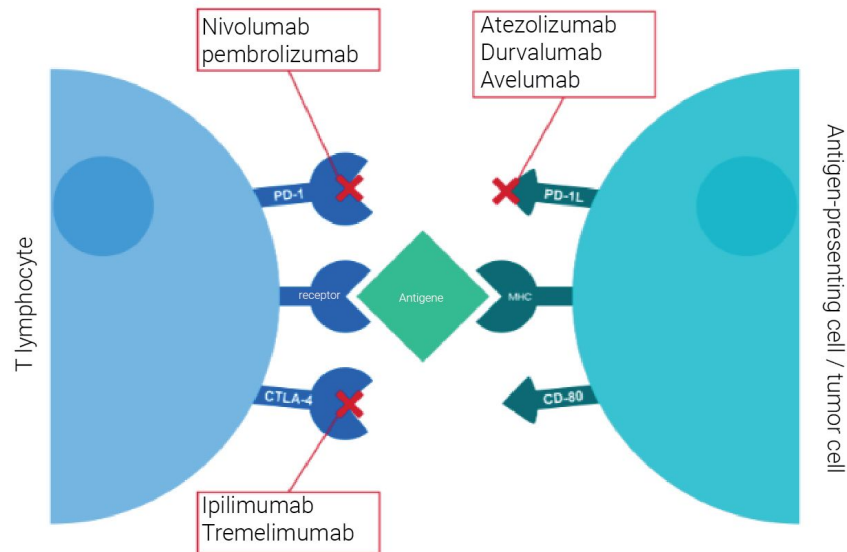 Nivolumab
pembrolizumab
Atezolizumab
Durvalumab
Avelumab
T lymphocyte
PD-1
PD-1L
receptor
Antigene
MHC
CTLA-4
CD-80
Antigen-presenting cell / tumor cell
Ipilimumab
Tremelimumab